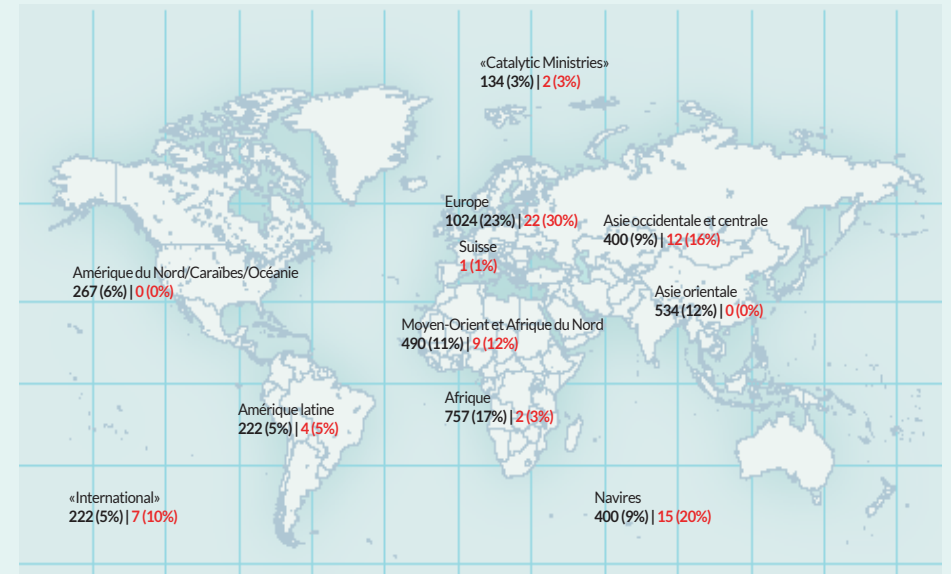 «Catalytic Ministries»
134 (3%) | 2 (3%)
Europe
1024 (23%) | 22 (30%)
Asie occidentale et centrale
400 (9%) | 12 (16%)
Suisse
1 (1%)
Amérique du Nord/Caraïbes/Océanie
267 (6%) | 0 (0%)
Asie orientale
534 (12%) | 0 (0%)
Moyen-Orient et Afrique du Nord
490 (11%) | 9 (12%)
Afrique
757 (17%) | 2 (3%)
Amérique latine
222 (5%) | 4 (5%)
«International»
222 (5%) | 7 (10%)
Navires
400 (9%) | 15 (20%)